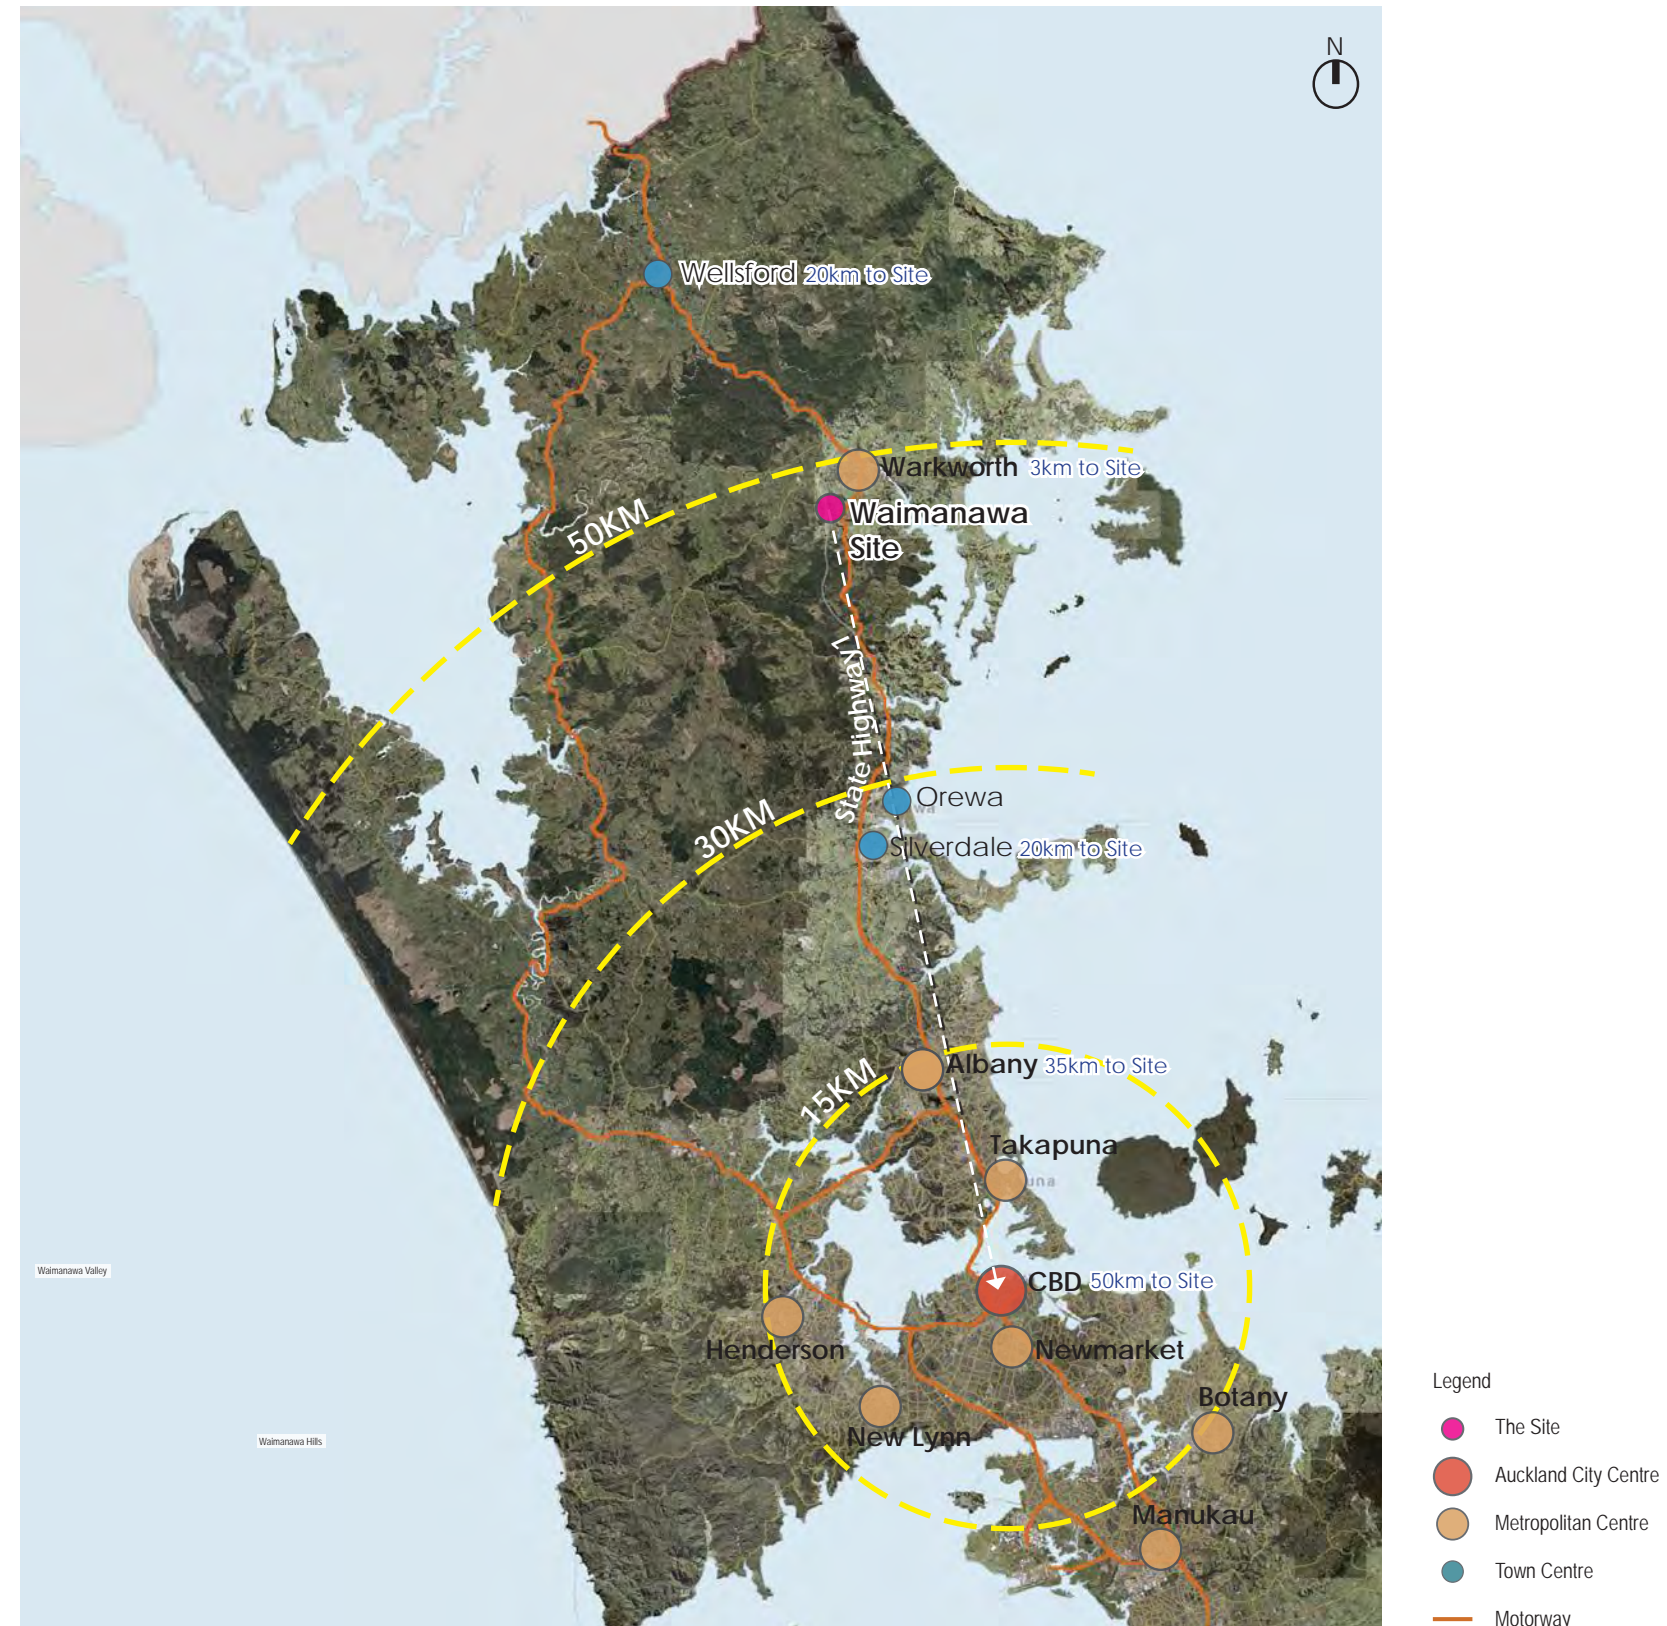 N
Wellsford 20km to Site
Warkworth 3km to Site
50KM
Waimanawa
Site
State Highway1
Orewa
30KM
Silverdale 20km to Site
Albany 35km to Site
15KM
Takapuna
Waimanawa Valley
CBD 50km to Site
Henderson
Newmarket
Botany
New Lynn
Waimanawa Hills
Manukau
Legend
The Site
Auckland City Centre
Metropolitan Centre
Town Centre
Motorway